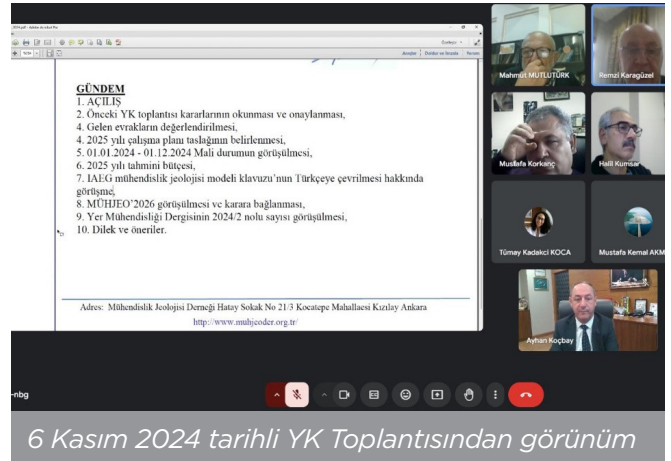 GÜNDEM
1. AÇILIŞ
2. Önceki YK toplantısı kararlarının okunması ve onaylanması,
4. Gelen evrakların değerlendirilmesi,
4. 2025 yılı çalışma planı taslağının belirlenmesi,
5. 01.01.2024 - 01.12.2024 Mali durumun görüşülmesi,
6. 2025 yılı tahmini bütçesi,
7. IAEG mühendislik jeolojisi modeli klavuzu'nun Türkçeye çevrilmesi hakkında
görüşme,
8. MÜHJEO'2026 görüşülmesi ve karara bağlanması,
9. Yer Mühendisliği Dergisinin 2024/2 nolu sayısı görüşülmesi,
10. Dilek ve öneriler.
Adres: Mühendislik Jeolojisi Derneği Hatay Sokak No 21/3 Kocatepe Mahallaesi Kızılay Ankara
http://www.muhjeoder.org.tr/
Mahmut MUTLUTÜRK
Remzi Karagüzel
Mustafa Korkanç
Halil Kumsar
Tümay Kadakci KOCA
Mustafa Kemal AKM
Ayhan Koçbay
-nbg
6 Kasım 2024 tarihli YK Toplantısından görünüm